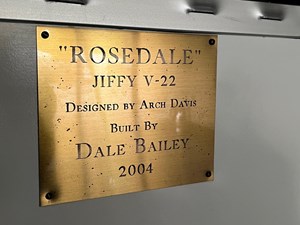 "ROSEDALE"
JIFFY V-22
DESIGNED BY ARCH DAVIS
BUILT BY
DALE BAILEY
2004